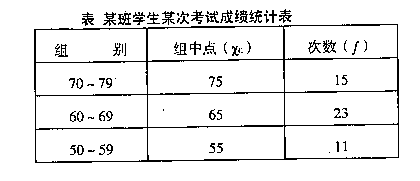 表 某班学生某次考试成绩统计表
组 别 组中点（χc） 次数（f）
70～79 75 15
60～69 65 23
50～59 55 11